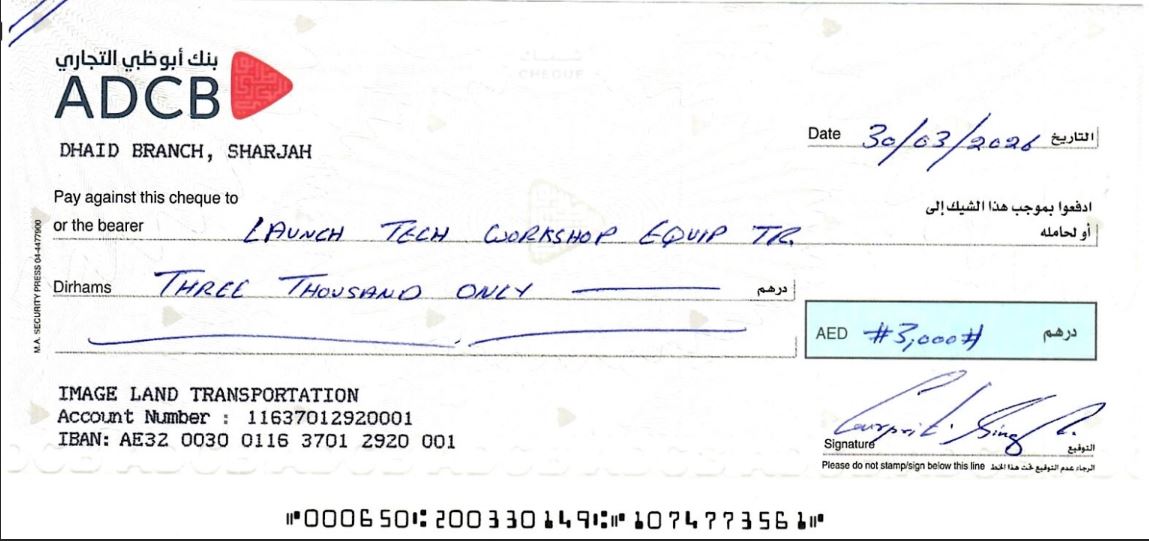 بنك أبوظبي التجاري
ADCB
شيكات
CHEQUE
DHAID BRANCH, SHARJAH
Date 30/03/2026 التاريخ
Pay against this cheque to ادفعوا بموجب هذا الشيك إلى
or the bearer LAUNCH TECH WORKSHOP EQUIP TR. أو لحامله
Dirhams THREE THOUSAND ONLY درهم
AED #3,000# درهم
M.A. SECURITY PRESS 04-4477900
IMAGE LAND TRANSPORTATION
Account Number : 11637012920001
IBAN: AE32 0030 0116 3701 2920 001
Signature التوقيع
Please do not stamp/sign below this line الرجاء عدم التوقيع تحت هذا الخط
⑈000650⑆200330149⑆⑈1074773561⑈